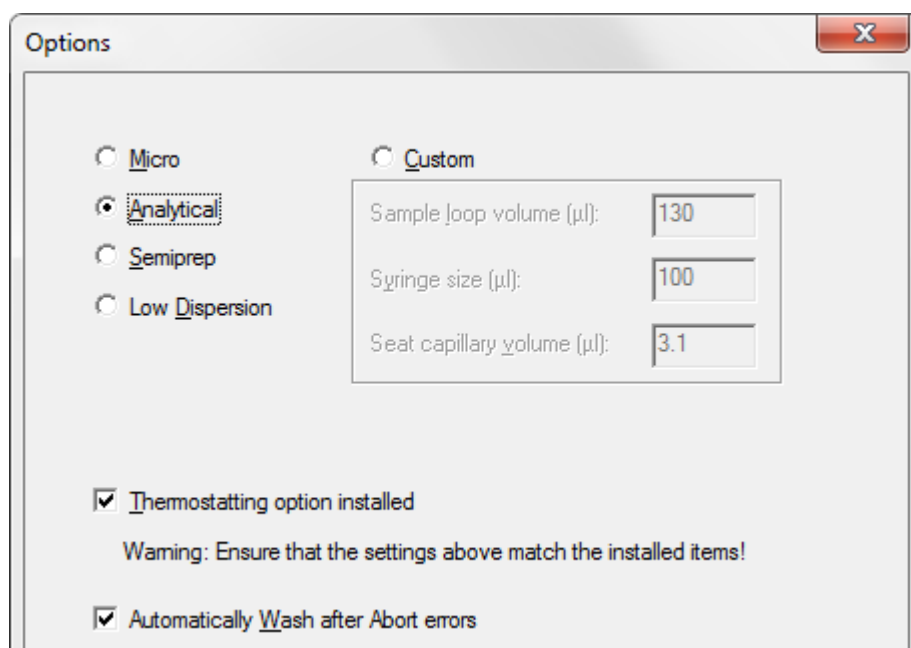 Options
Micro
Custom
Analytical
Sample loop volume (µl): 130
Semiprep
Syringe size (µl): 100
Low Dispersion
Seat capillary volume (µl): 3.1
Thermostatting option installed
Warning: Ensure that the settings above match the installed items!
Automatically Wash after Abort errors